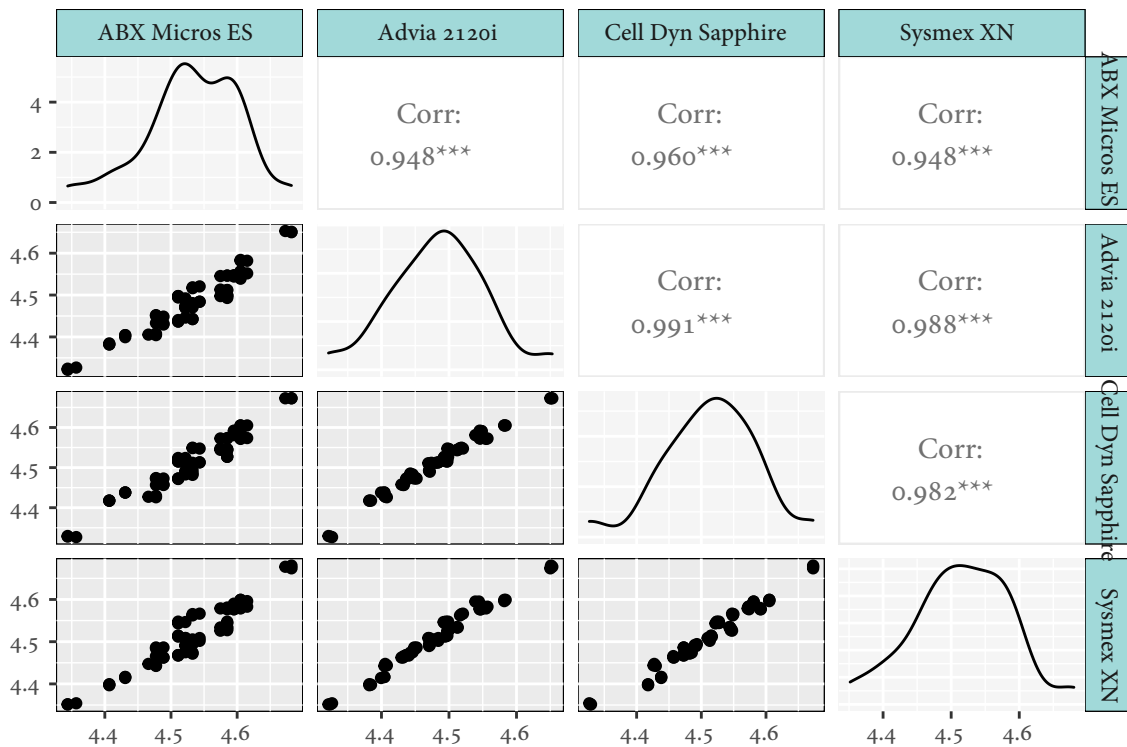 ABX Micros ES
Advia 2120i
Cell Dyn Sapphire
Sysmex XN
4
2
0
Corr:
0.948***
Corr:
0.960***
Corr:
0.948***
ABX Micros ES
4.6
4.5
4.4
Corr:
0.991***
Corr:
0.988***
Advia 2120i
4.6
4.5
4.4
Corr:
0.982***
Cell Dyn Sapphire
4.6
4.5
4.4
Sysmex XN
4.4
4.5
4.6
4.4
4.5
4.6
4.4
4.5
4.6
4.4
4.5
4.6